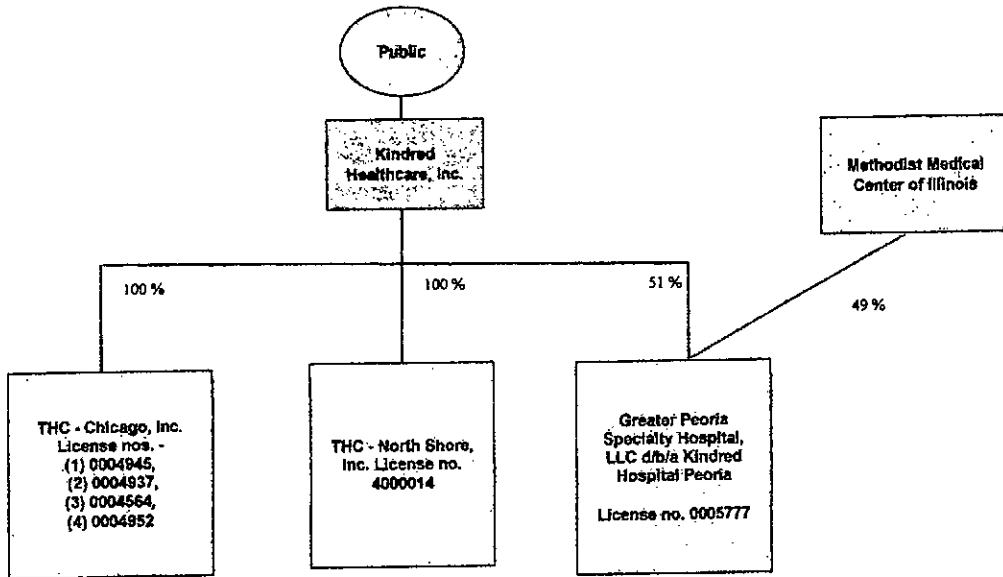 Public
Kindred
Healthcare, Inc.
Methodist Medical
Center of Illinois
100 %
100 %
51 %
49 %
THC - Chicago, Inc.
License nos. -
(1) 0004945,
(2) 0004937,
(3) 0004564,
(4) 0004952
THC - North Shore,
Inc. License no.
4000014
Greater Peoria
Specialty Hospital,
LLC d/b/a Kindred
Hospital Peoria
License no. 0005777